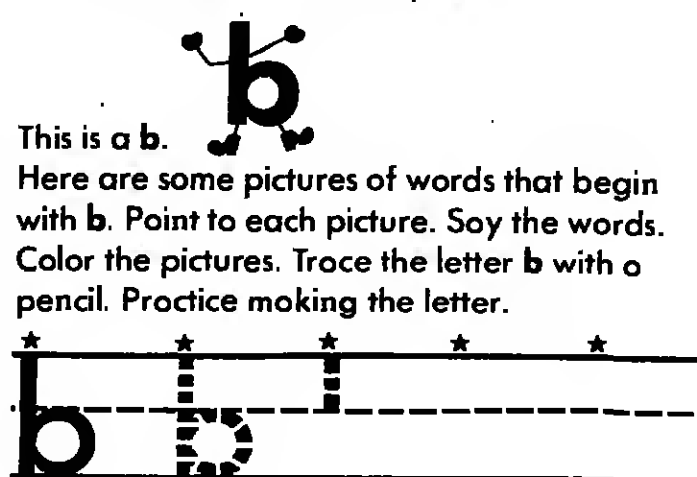 b
This is a b.
Here are some pictures of words that begin
with b. Point to each picture. Soy the words.
Color the pictures. Troce the letter b with o
pencil. Proctice moking the letter.
b b